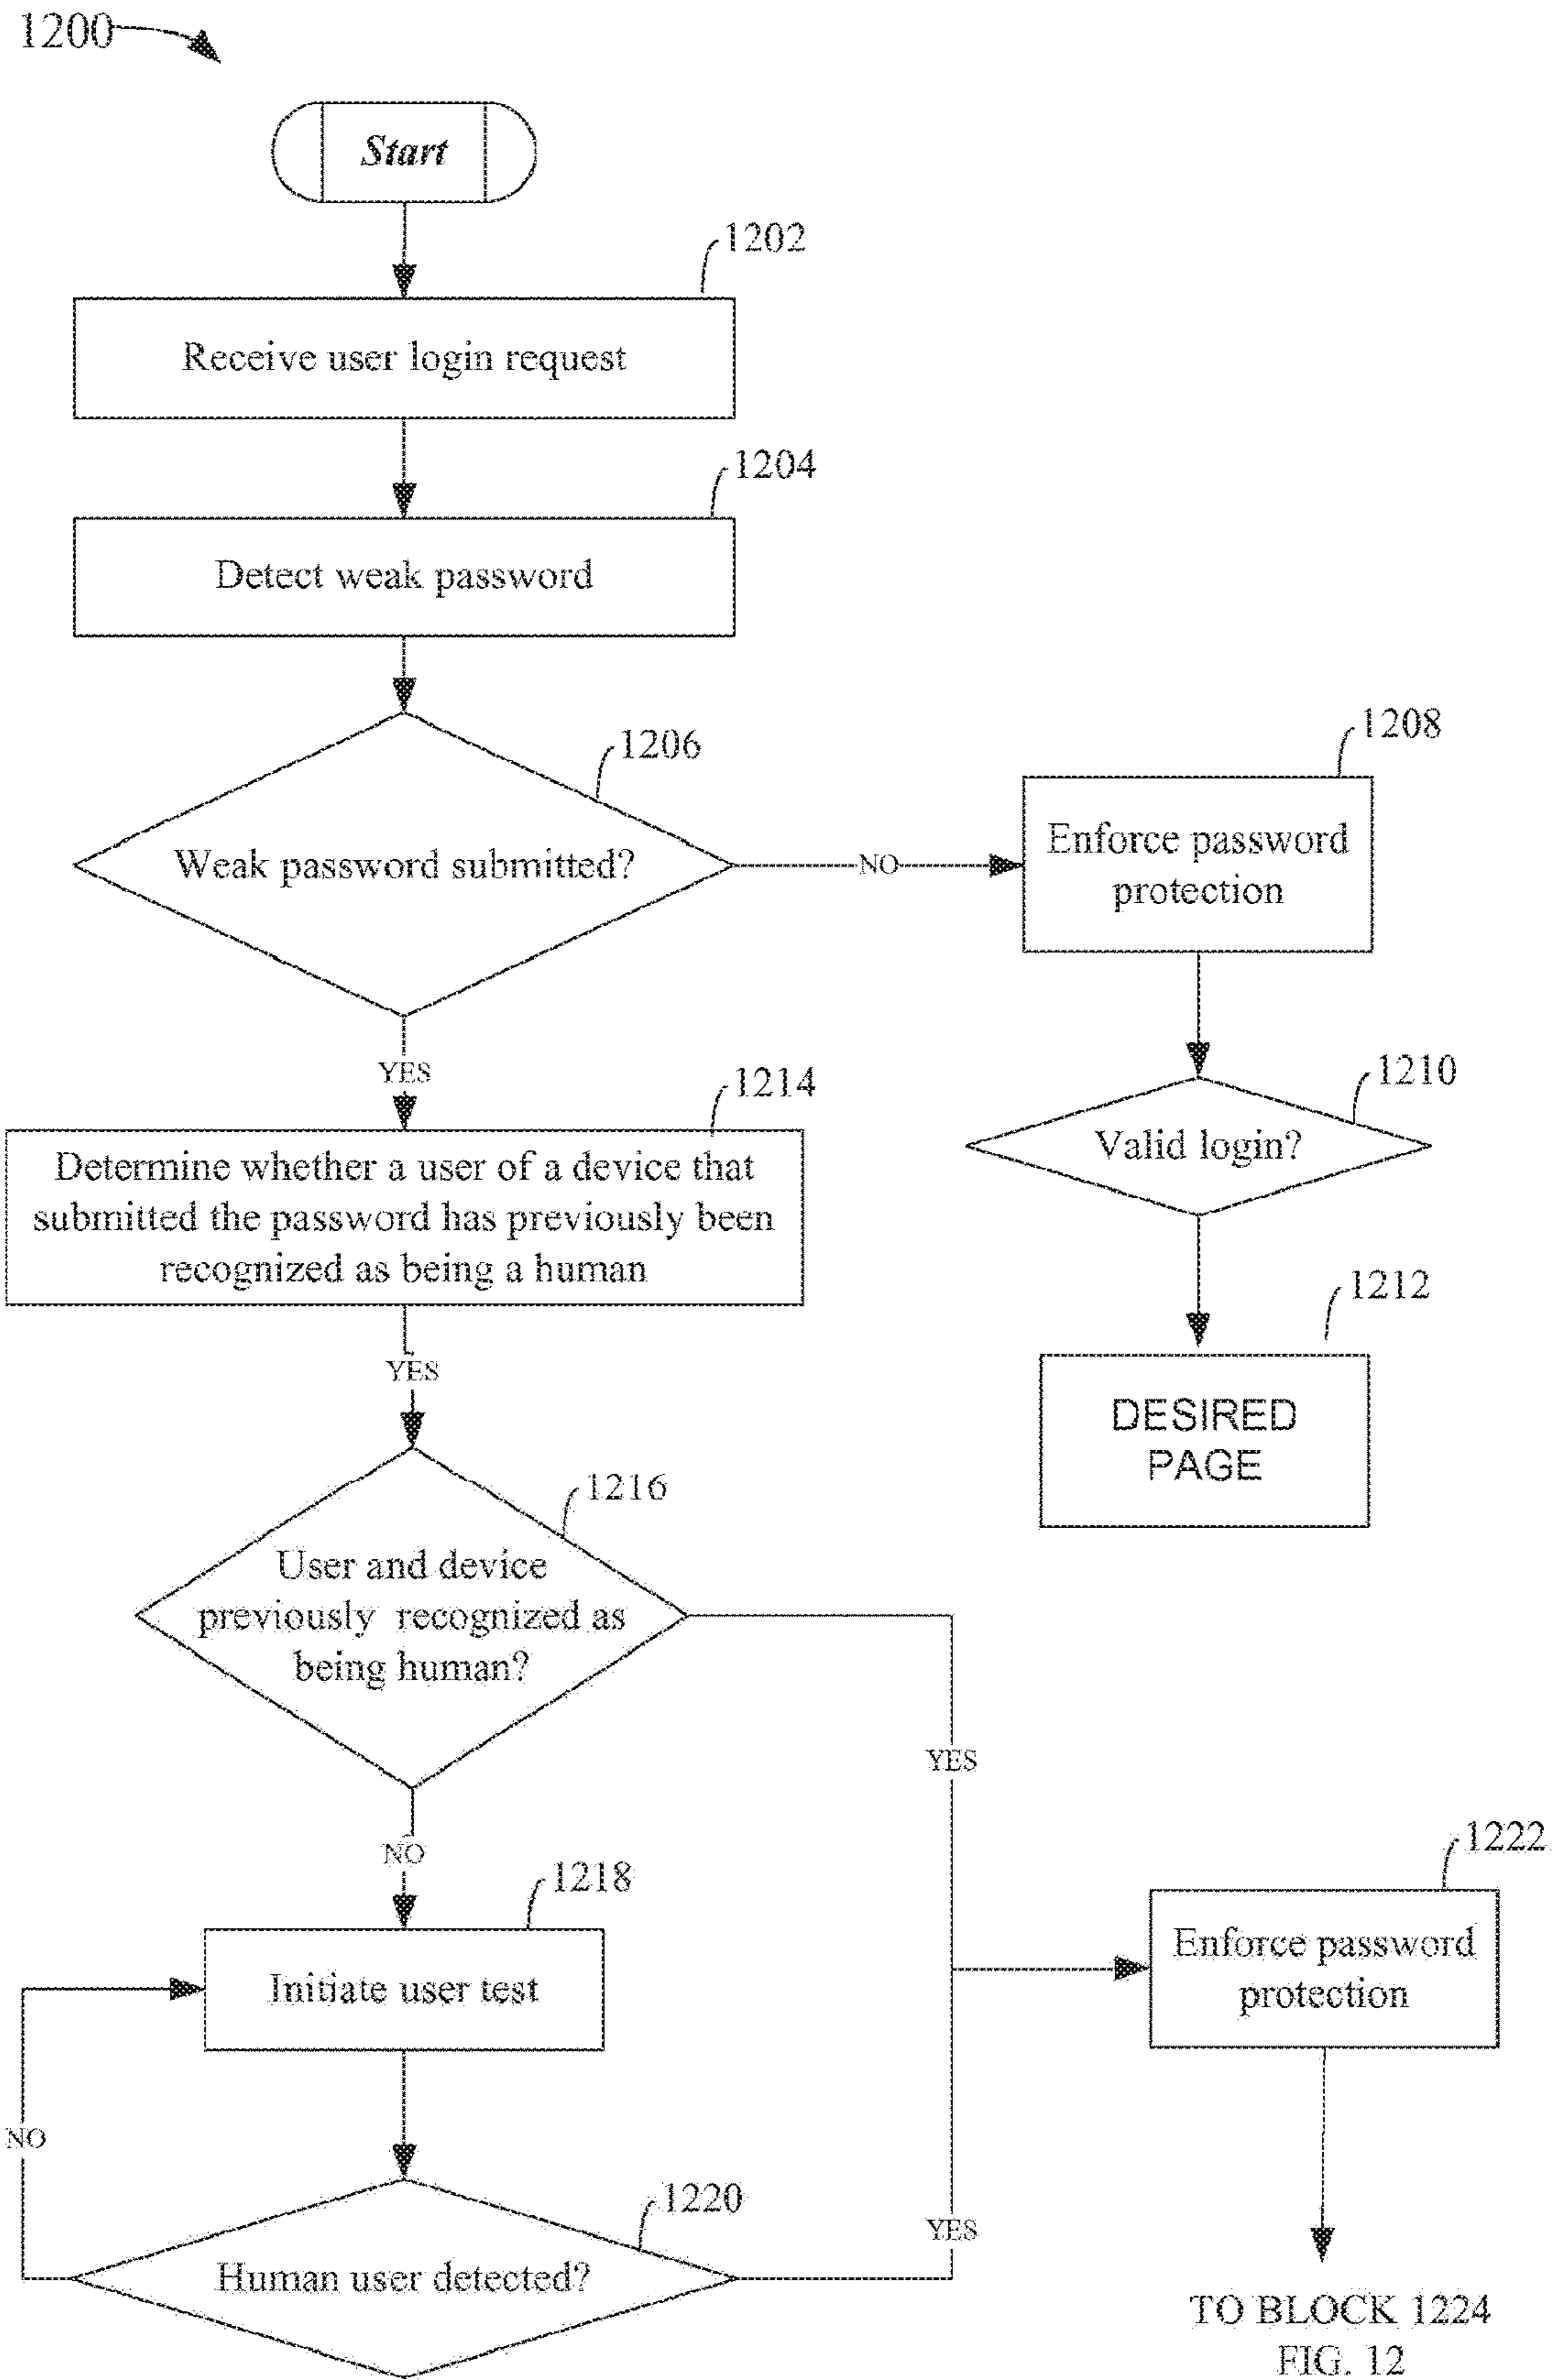 1200
Start
1202
Receive user login request
1204
Detect weak password
1206
Weak password submitted?
NO
1208
Enforce password
protection
YES
1210
Valid login?
1214
Determine whether a user of a device that
submitted the password has previously been
recognized as being a human
1212
DESIRED
PAGE
YES
1216
User and device
previously recognized as
being human?
YES
NO
1218
Initiate user test
1222
Enforce password
protection
NO
1220
Human user detected?
YES
TO BLOCK 1224
FIG. 12